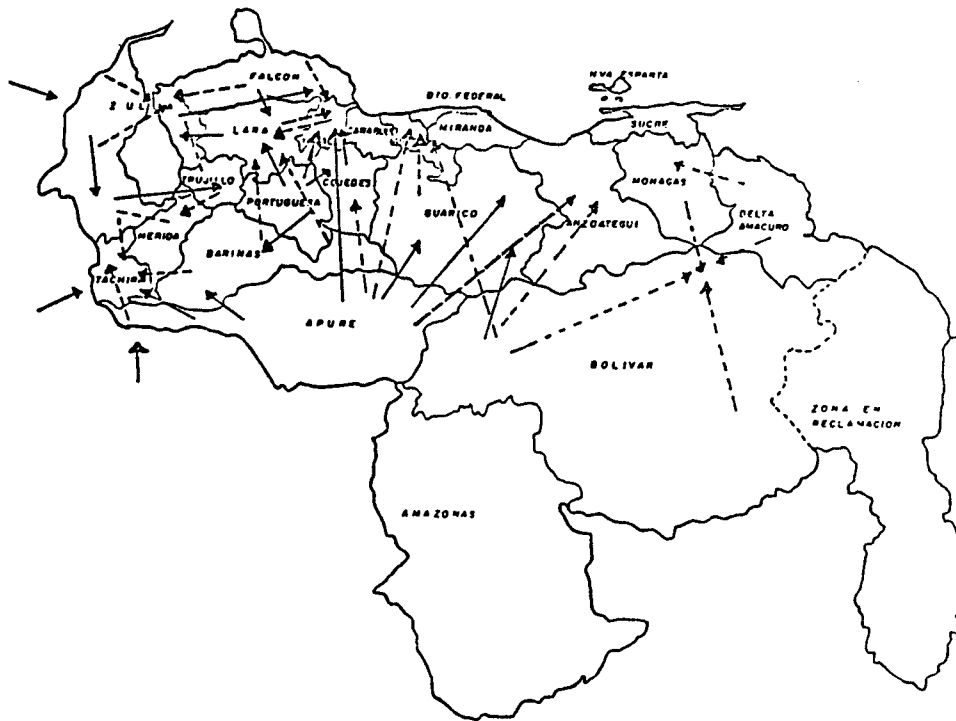 FALCON
NVA ESPARTA
ZULIA
DTO. FEDERAL
LARA
MIRANDA
SUCRE
TRUJILLO
COJEDES
MONAGAS
PORTUGUESA
GUARICO
DELTA
AMACURO
ANZOATEGUI
MERIDA
BARINAS
TACHIRA
APURE
BOLIVAR
ZONA EN
RECLAMACION
AMAZONAS